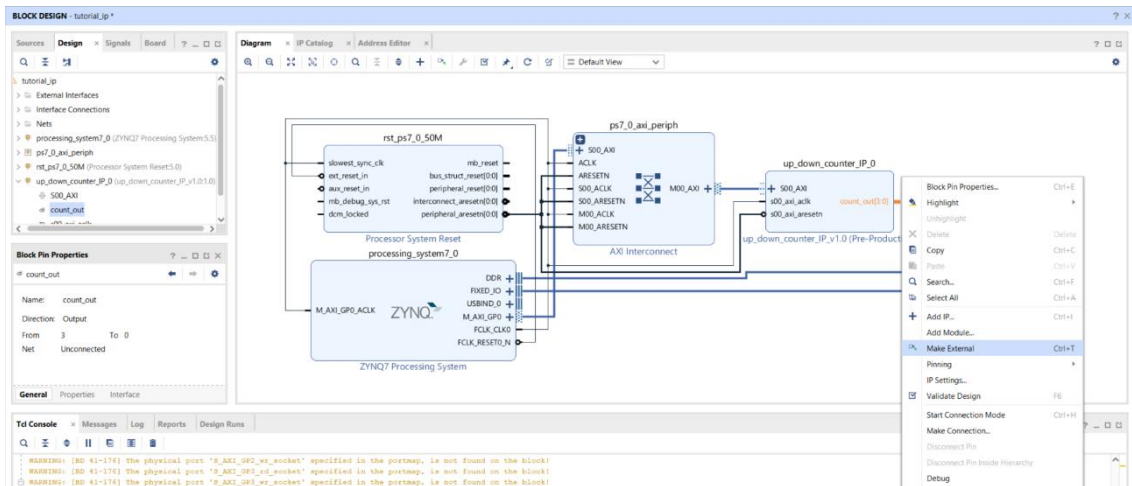 BLOCK DESIGN - tutorial_ip *
Sources Design Signals Board
tutorial_ip
External Interfaces
Interface Connections
Nets
processing_system7_0 (ZYNQ7 Processing System:5.5)
ps7_0_axi_periph
rst_ps7_0_50M (Processor System Reset:5.0)
up_down_counter_IP_0 (up_down_counter_IP_v1.0:1.0)
S00_AXI
count_out
Block Pin Properties
count_out
Name: count_out
Direction: Output
From 3 To 0
Net Unconnected
General Properties Interface
Diagram IP Catalog Address Editor
Default View
rst_ps7_0_50M
slowest_sync_clk
ext_reset_in
aux_reset_in
mb_debug_sys_rst
dcm_locked
mb_reset
bus_struct_reset[0:0]
peripheral_reset[0:0]
interconnect_aresetn[0:0]
peripheral_aresetn[0:0]
Processor System Reset
ps7_0_axi_periph
S00_AXI
ACLK
ARESETN
S00_ACLK
S00_ARESETN
M00_ACLK
M00_ARESETN
M00_AXI
AXI Interconnect
up_down_counter_IP_0
S00_AXI
s00_axi_aclk
s00_axi_aresetn
count_out[3:0]
up_down_counter_IP_v1.0 (Pre-Product
processing_system7_0
M_AXI_GP0_ACLK
ZYNQ
DDR
FIXED_IO
USBIND_0
M_AXI_GP0
FCLK_CLK0
FCLK_RESET0_N
ZYNQ7 Processing System
Block Pin Properties... Ctrl+E
Highlight
Unhighlight
Delete Delete
Copy Ctrl+C
Paste Ctrl+V
Search... Ctrl+F
Select All Ctrl+A
Add IP... Ctrl+I
Add Module...
Make External Ctrl+T
Pinning
IP Settings...
Validate Design F6
Start Connection Mode Ctrl+H
Make Connection...
Disconnect Pin
Disconnect Pin Inside Hierarchy
Debug
Tcl Console Messages Log Reports Design Runs
WARNING: [BD 41-176] The physical port 'S_AXI_GP2_wr_socket' specified in the portmap, is not found on the block!
WARNING: [BD 41-176] The physical port 'S_AXI_GP3_rd_socket' specified in the portmap, is not found on the block!
WARNING: [BD 41-176] The physical port 'S_AXI_GP3_wr_socket' specified in the portmap, is not found on the block!